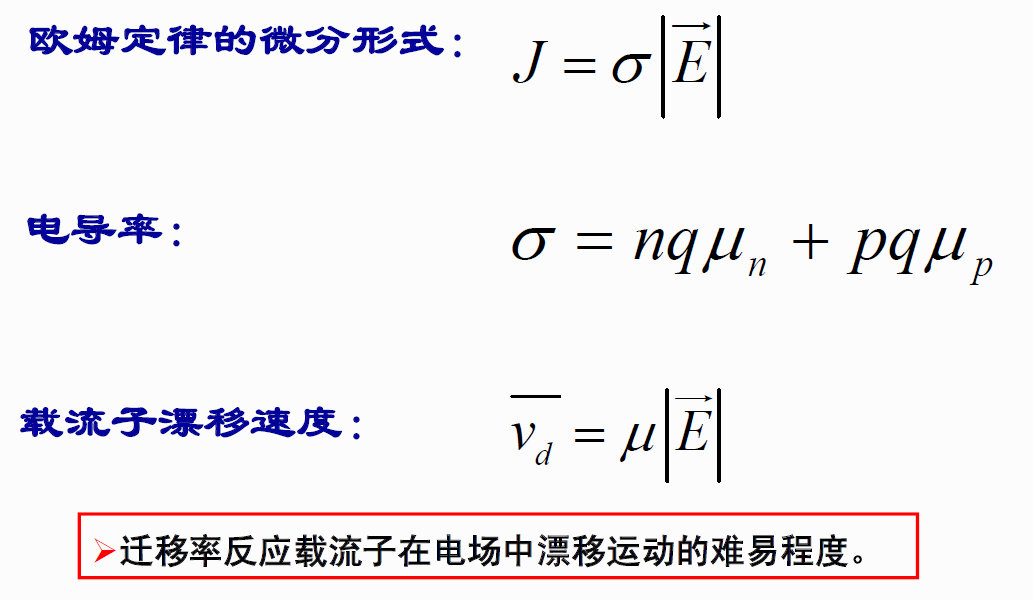 欧姆定律的微分形式： J = σ|E⃗|
电导率： σ = nqμₙ + pqμₚ
载流子漂移速度： v̅_d = μ|E⃗|
➢迁移率反应载流子在电场中漂移运动的难易程度。